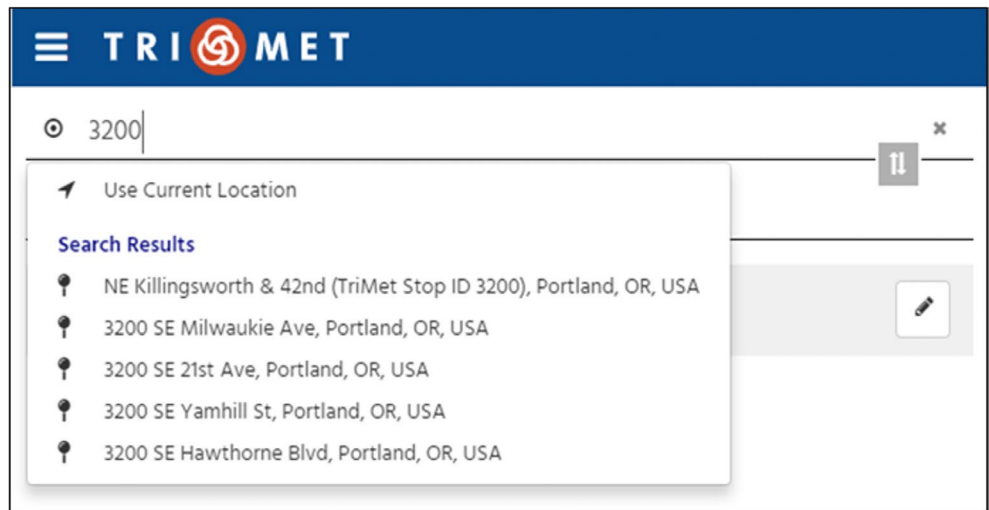 TRIMET
3200
Use Current Location
Search Results
NE Killingsworth & 42nd (TriMet Stop ID 3200), Portland, OR, USA
3200 SE Milwaukie Ave, Portland, OR, USA
3200 SE 21st Ave, Portland, OR, USA
3200 SE Yamhill St, Portland, OR, USA
3200 SE Hawthorne Blvd, Portland, OR, USA